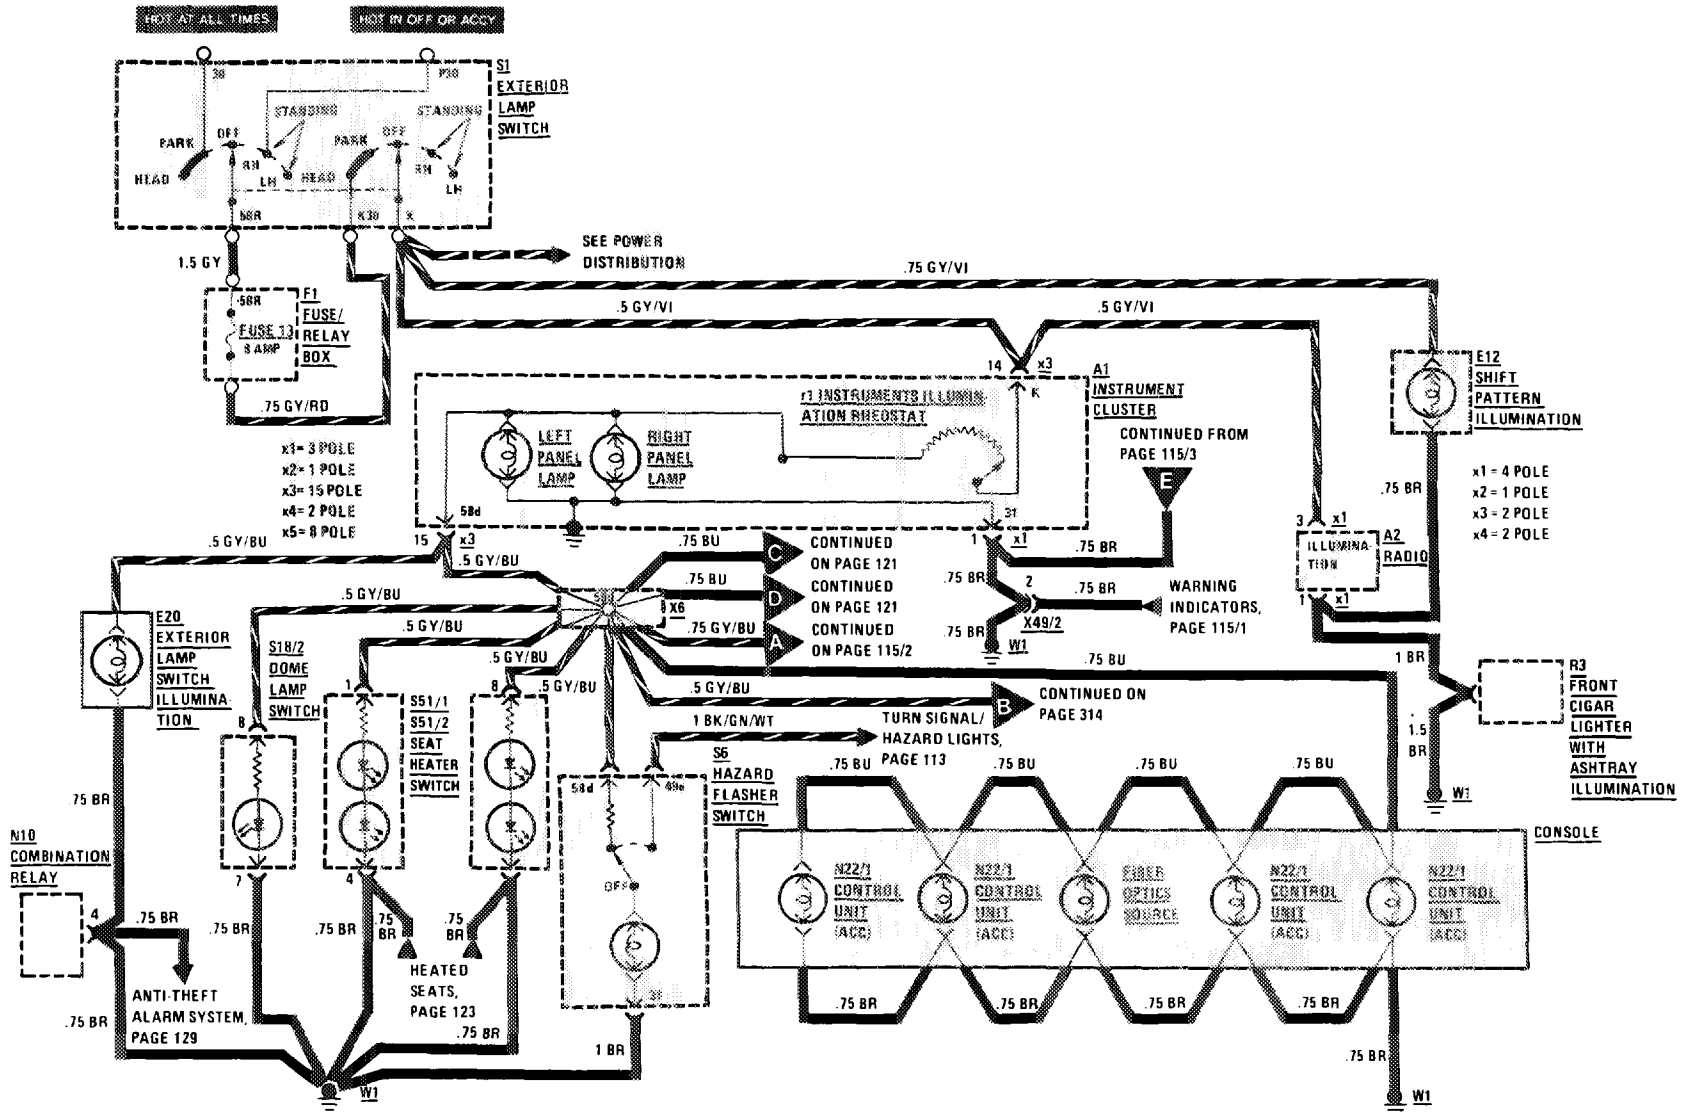 HOT AT ALL TIMES
HOT IN OFF OR ACCY
30
P30
S1
EXTERIOR
LAMP
SWITCH
STANDING
STANDING
PARK
OFF
PARK
OFF
HEAD
RH
LH
HEAD
RH
LH
58R
K30
K
1.5 GY
SEE POWER
DISTRIBUTION
.75 GY/VI
58R
F1
FUSE/
RELAY
BOX
FUSE 13
8 AMP
.5 GY/VI
.5 GY/VI
.75 GY/RD
14
x3
A1
INSTRUMENT
CLUSTER
K
r1 INSTRUMENTS ILLUMIN
ATION RHEOSTAT
E12
SHIFT
PATTERN
ILLUMINATION
x1= 3 POLE
x2= 1 POLE
x3= 15 POLE
x4= 2 POLE
x5= 8 POLE
LEFT
PANEL
LAMP
RIGHT
PANEL
LAMP
CONTINUED FROM
PAGE 115/3
E
x1 = 4 POLE
x2 = 1 POLE
x3 = 2 POLE
x4 = 2 POLE
.75 BR
58d
31
15
x3
1
x1
3
x1
ILLUMINA-
TION
A2
RADIO
1
x1
.5 GY/BU
.5 GY/BU
.75 BU
C
CONTINUED
ON PAGE 121
.75 BR
.75 BU
D
CONTINUED
ON PAGE 121
.75 BR
2
.75 BR
WARNING
INDICATORS,
PAGE 115/1
X49/2
.75 BR
W1
X6
.75 GY/BU
A
CONTINUED
ON PAGE 115/2
.5 GY/BU
.5 GY/BU
.5 GY/BU
.5 GY/BU
.75 BU
E20
EXTERIOR
LAMP
SWITCH
ILLUMINA-
TION
S18/2
DOME
LAMP
SWITCH
8
1
S51/1
S51/2
SEAT
HEATER
SWITCH
8
.5 GY/BU
B
CONTINUED ON
PAGE 314
1 BR
R3
FRONT
CIGAR
LIGHTER
WITH
ASHTRAY
ILLUMINATION
1.5
BR
W1
1 BK/GN/WT
TURN SIGNAL/
HAZARD LIGHTS,
PAGE 113
S6
HAZARD
FLASHER
SWITCH
58d
49a
OFF
31
.75 BU
.75 BU
.75 BU
.75 BU
CONSOLE
N22/1
CONTROL
UNIT
(ACC)
N22/1
CONTROL
UNIT
(ACC)
FIBER
OPTICS
SOURCE
N22/1
CONTROL
UNIT
(ACC)
N22/1
CONTROL
UNIT
(ACC)
.75 BR
N10
COMBINATION
RELAY
4
.75 BR
7
4
.75 BR
.75 BR
.75
BR
.75
BR
HEATED
SEATS,
PAGE 123
ANTI-THEFT
ALARM SYSTEM,
PAGE 129
.75 BR
.75 BR
1 BR
W1
.75 BR
.75 BR
.75 BR
.75 BR
.75 BR
W1